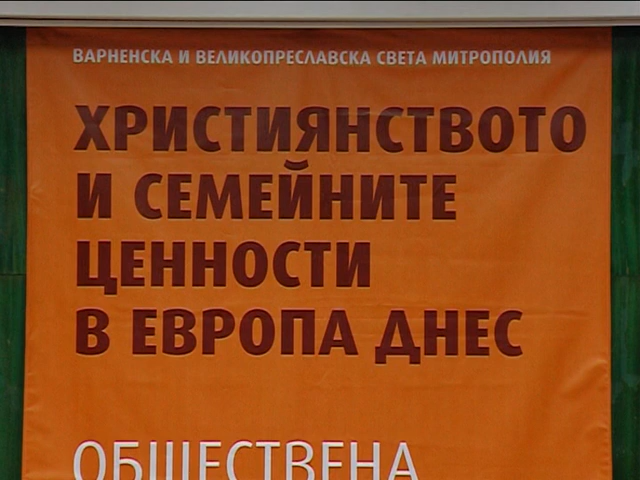 ВАРНЕНСКА И ВЕЛИКОПРЕСЛАВСКА СВЕТА МИТРОПОЛИЯ
ХРИСТИЯНСТВОТО
И СЕМЕЙНИТЕ
ЦЕННОСТИ
В ЕВРОПА ДНЕС
ОБЩЕСТВЕНА